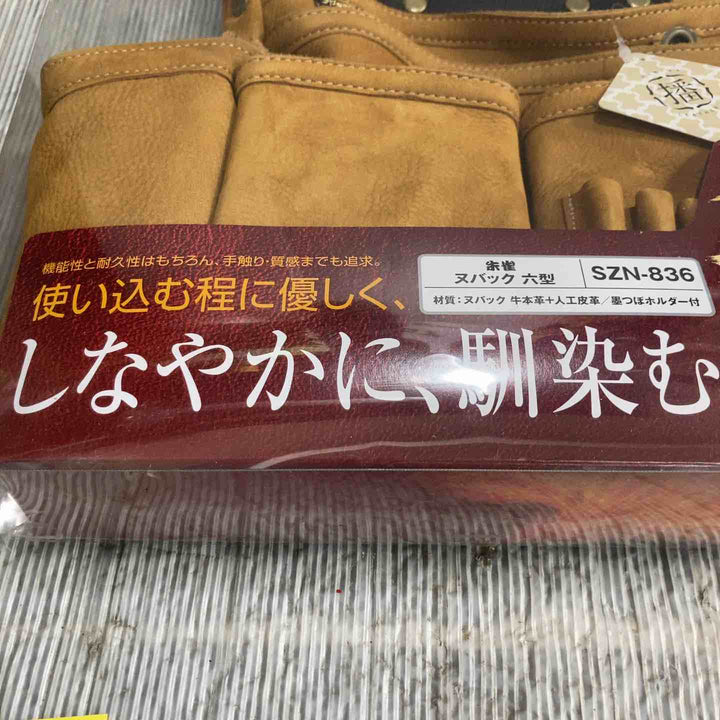 播
機能性と耐久性はもちろん、手触り・質感までも追求。
使い込む程に優しく、
しなやかに、馴染む
朱雀
ヌバック 六型
SZN-836
材質：ヌバック 牛本革＋人工皮革／墨つぼホルダー付